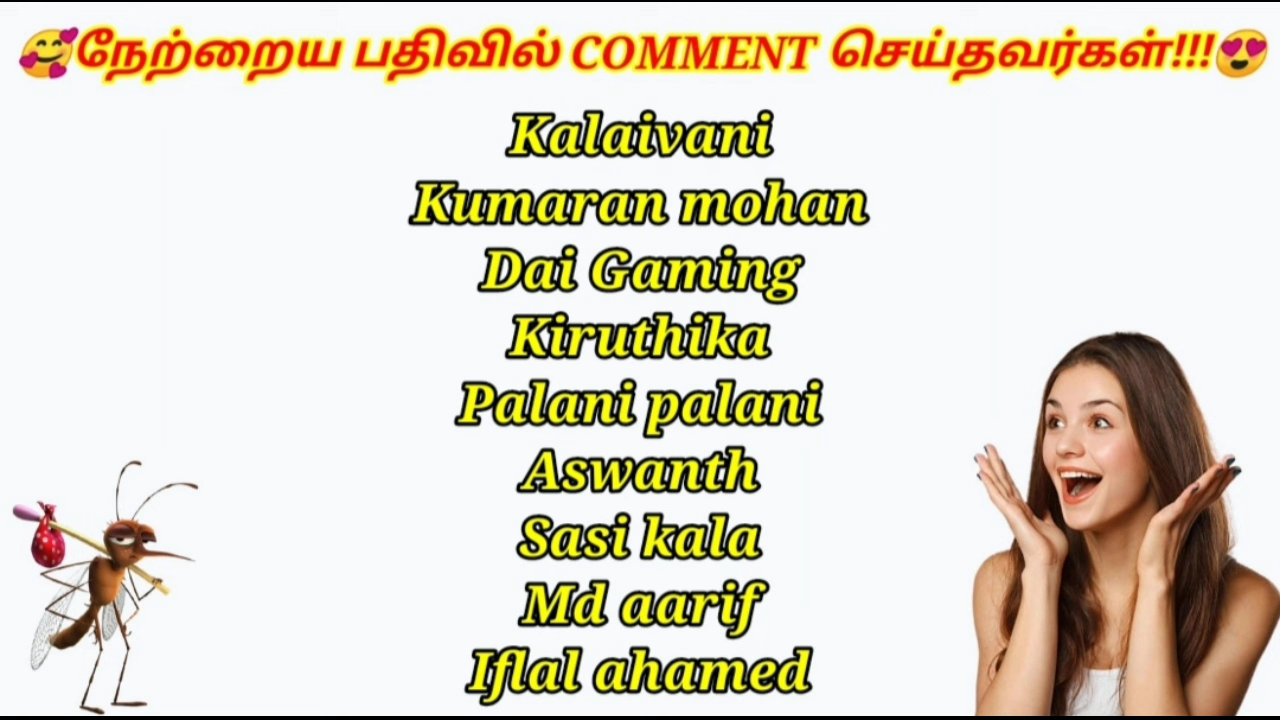 🥰நேற்றைய பதிவில் COMMENT செய்தவர்கள்!!!😍
Kalaivani
Kumaran mohan
Dai Gaming
Kiruthika
Palani palani
Aswanth
Sasi kala
Md aarif
Iflal ahamed